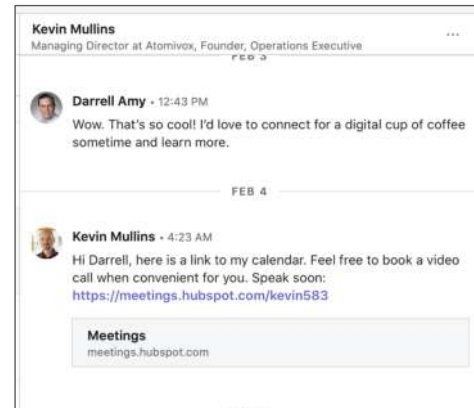 Kevin Mullins
...
Managing Director at Atomivox, Founder, Operations Executive
FEB 3
Darrell Amy • 12:43 PM
Wow. That's so cool! I'd love to connect for a digital cup of coffee
sometime and learn more.
FEB 4
Kevin Mullins • 4:23 AM
Hi Darrell, here is a link to my calendar. Feel free to book a video
call when convenient for you. Speak soon:
https://meetings.hubspot.com/kevin583
Meetings
meetings.hubspot.com